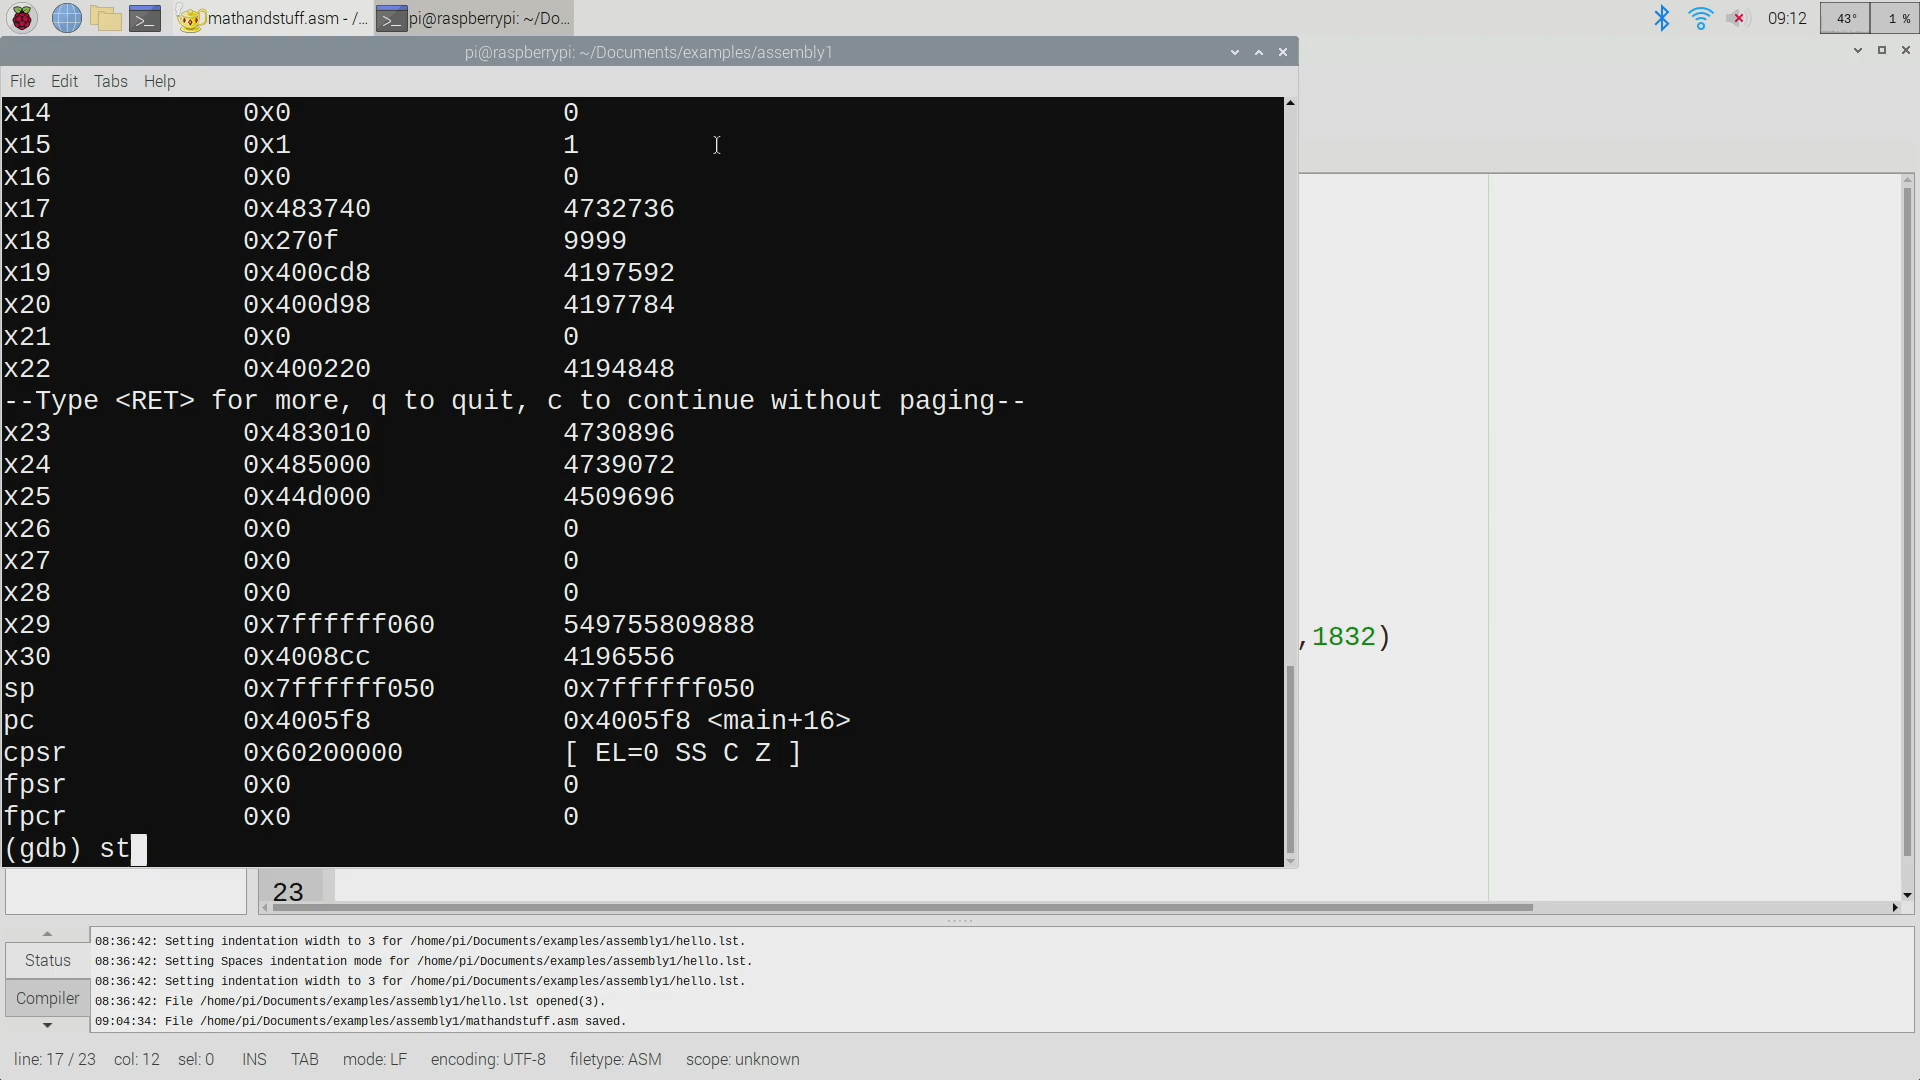 mathandstuff.asm - /...
pi@raspberrypi: ~/Do...
09:12
43°
1 %
pi@raspberrypi: ~/Documents/examples/assembly1
File Edit Tabs Help
x14 0x0 0
x15 0x1 1
x16 0x0 0
x17 0x483740 4732736
x18 0x270f 9999
x19 0x400cd8 4197592
x20 0x400d98 4197784
x21 0x0 0
x22 0x400220 4194848
--Type <RET> for more, q to quit, c to continue without paging--
x23 0x483010 4730896
x24 0x485000 4739072
x25 0x44d000 4509696
x26 0x0 0
x27 0x0 0
x28 0x0 0
x29 0x7ffffff060 549755809888
x30 0x4008cc 4196556
sp 0x7ffffff050 0x7ffffff050
pc 0x4005f8 0x4005f8 <main+16>
cpsr 0x60200000 [ EL=0 SS C Z ]
fpsr 0x0 0
fpcr 0x0 0
(gdb) st
,1832)
23
Status
Compiler
08:36:42: Setting indentation width to 3 for /home/pi/Documents/examples/assembly1/hello.lst.
08:36:42: Setting Spaces indentation mode for /home/pi/Documents/examples/assembly1/hello.lst.
08:36:42: Setting indentation width to 3 for /home/pi/Documents/examples/assembly1/hello.lst.
08:36:42: File /home/pi/Documents/examples/assembly1/hello.lst opened(3).
09:04:34: File /home/pi/Documents/examples/assembly1/mathandstuff.asm saved.
line: 17 / 23 col: 12 sel: 0 INS TAB mode: LF encoding: UTF-8 filetype: ASM scope: unknown